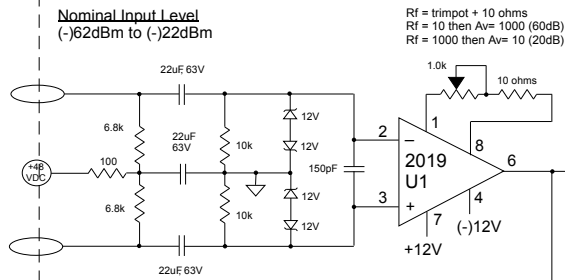 Nominal Input Level
(-)62dBm to (-)22dBm
Rf = trimpot + 10 ohms
Rf = 10 then Av= 1000 (60dB)
Rf = 1000 then Av= 10 (20dB)
22uF, 63V
1.0k
10 ohms
6.8k
22uF
63V
10k
12V
12V
1
8
2
2019
U1
6
+48
VDC
100
150pF
6.8k
10k
12V
12V
3
+
7
4
(-)12V
+12V
22uF, 63V